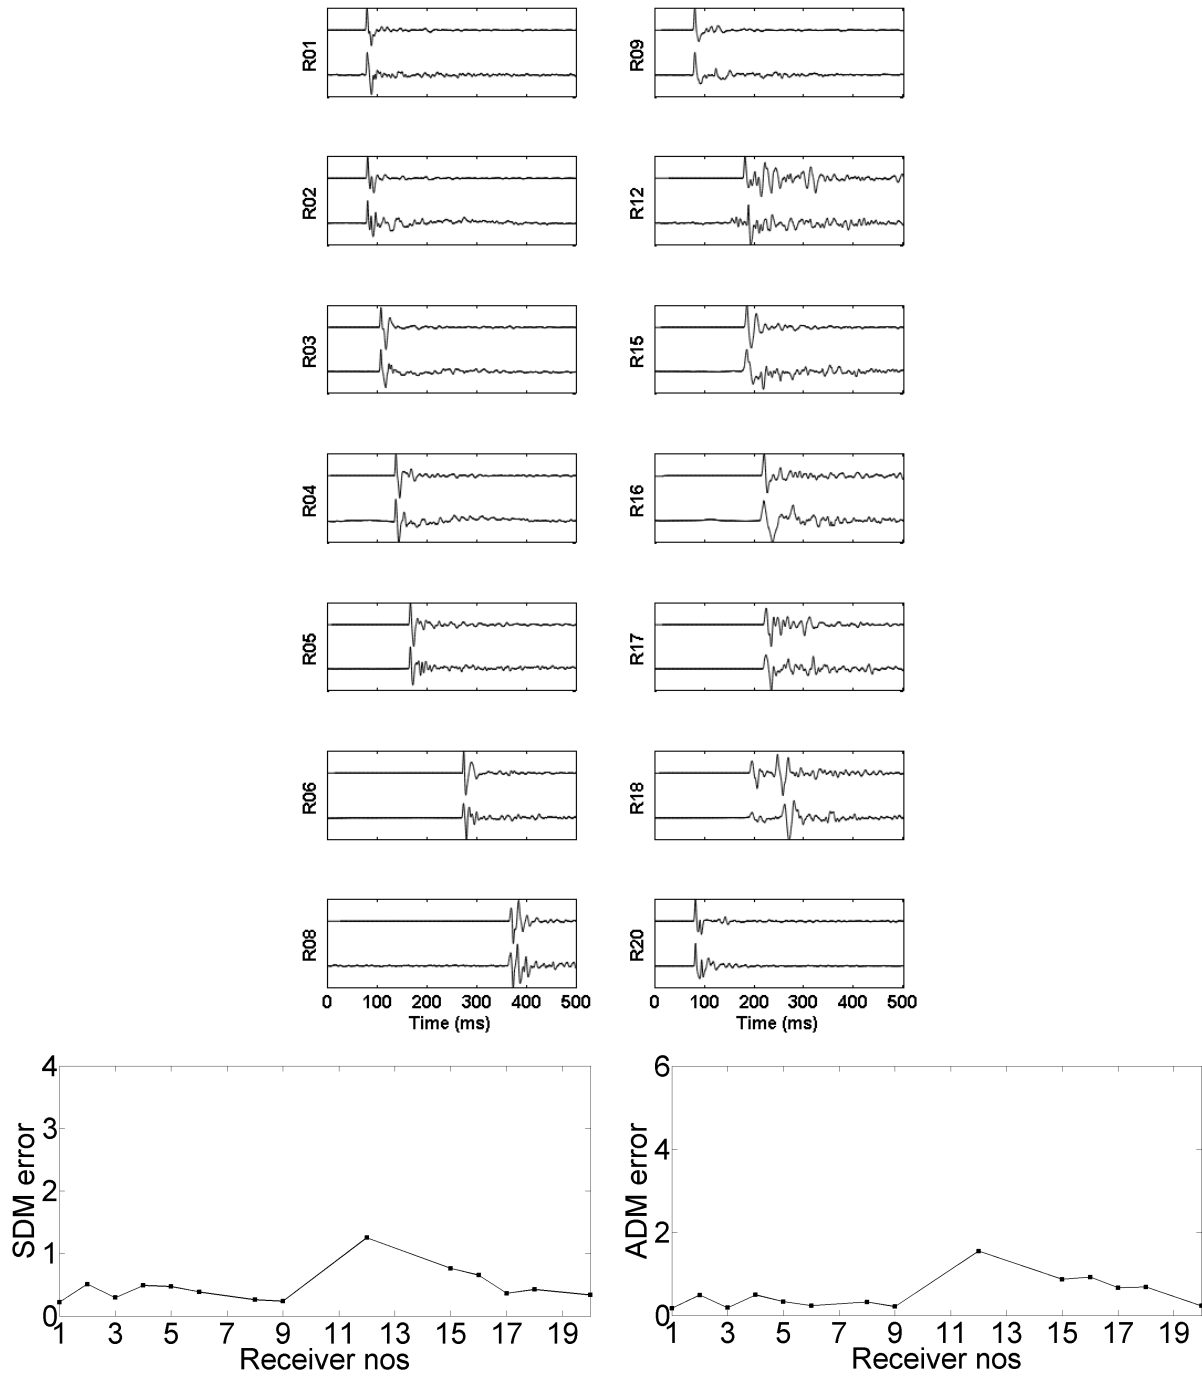 R01
R09
R02
R12
R03
R15
R04
R16
R05
R17
R06
R18
R08
R20
0 100 200 300 400 500
0 100 200 300 400 500
Time (ms)
Time (ms)
4
3
2
1
0
SDM error
1 3 5 7 9 11 13 15 17 19
Receiver nos
6
4
2
0
ADM error
1 3 5 7 9 11 13 15 17 19
Receiver nos